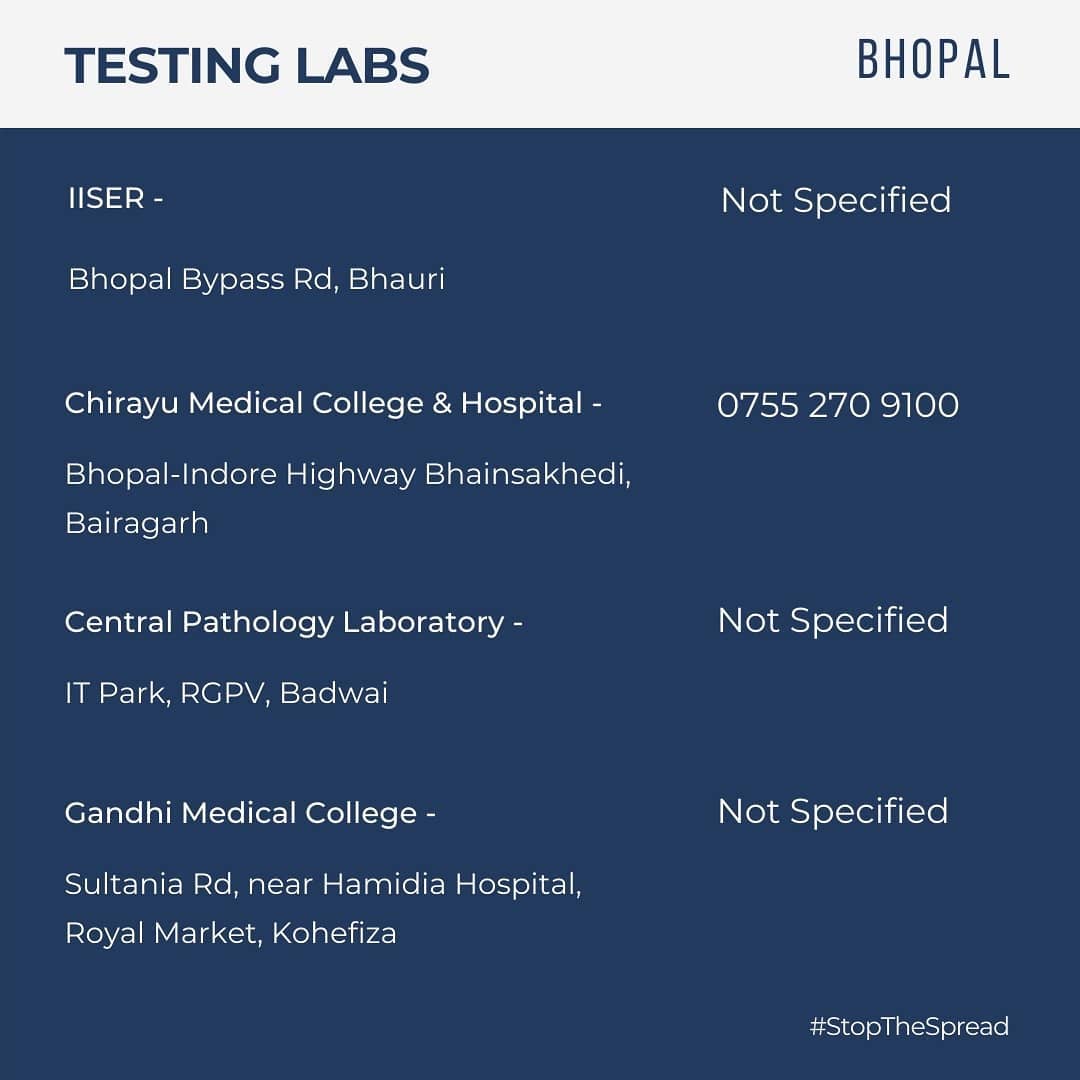 TESTING LABS
BHOPAL
IISER -
Not Specified
Bhopal Bypass Rd, Bhauri
Chirayu Medical College & Hospital -
0755 270 9100
Bhopal-Indore Highway Bhainsakhedi,
Bairagarh
Central Pathology Laboratory -
Not Specified
IT Park, RGPV, Badwai
Gandhi Medical College -
Not Specified
Sultania Rd, near Hamidia Hospital,
Royal Market, Kohefiza
#StopTheSpread